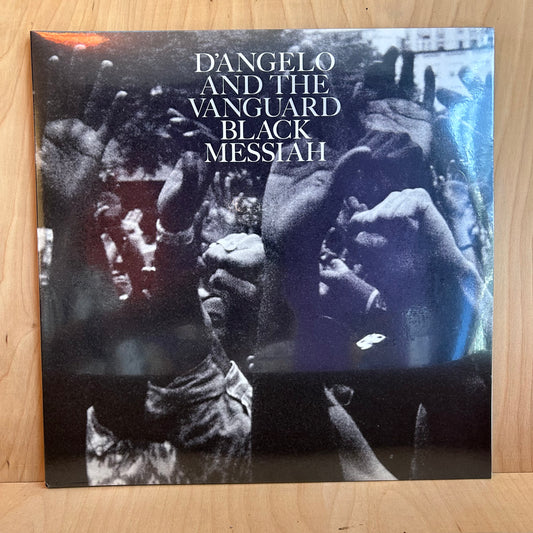 D'ANGELO
AND THE
VANGUARD
BLACK
MESSIAH